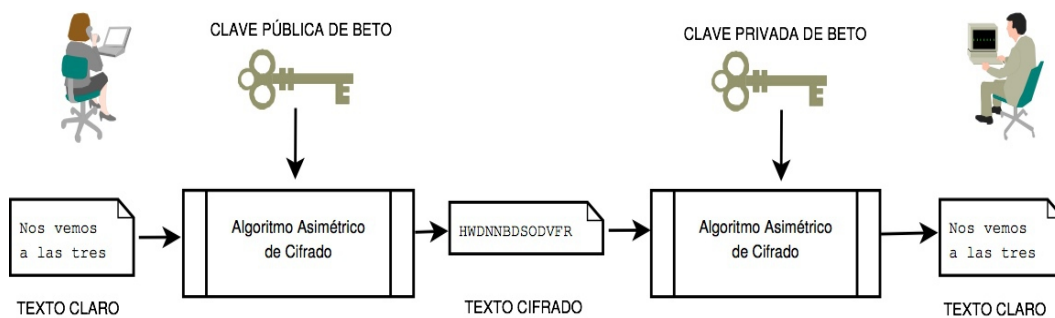 CLAVE PÚBLICA DE BETO
CLAVE PRIVADA DE BETO
Nos vemos
a las tres
Algoritmo Asimétrico
de Cifrado
HWDNNBDSODVFR
Algoritmo Asimétrico
de Cifrado
Nos vemos
a las tres
TEXTO CLARO
TEXTO CIFRADO
TEXTO CLARO